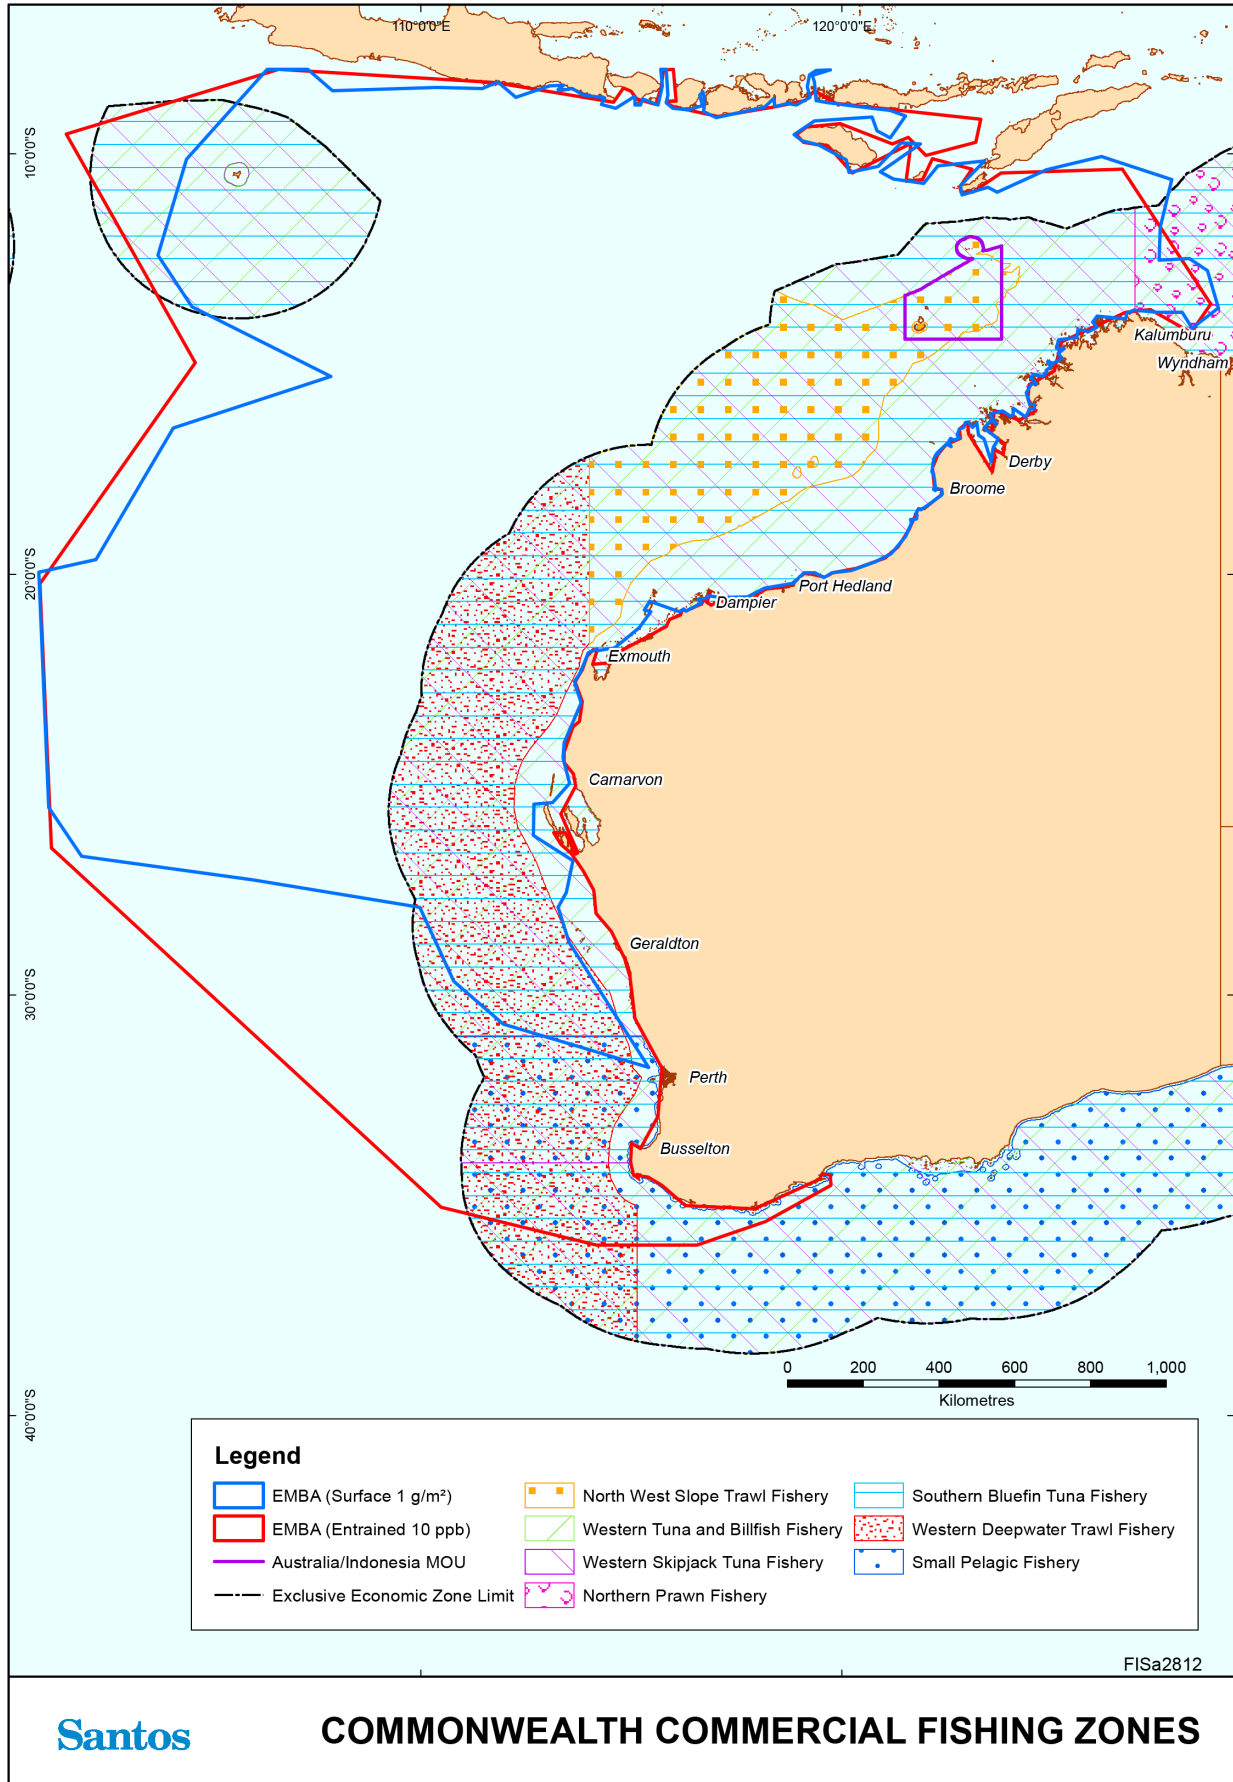 110°0'0"E
120°0'0"E
10°0'0"S
20°0'0"S
30°0'0"S
40°0'0"S
Kalumburu
Wyndham
Derby
Broome
Port Hedland
Dampier
Exmouth
Carnarvon
Geraldton
Perth
Busselton
0 200 400 600 800 1,000
Kilometres
Legend
EMBA (Surface 1 g/m²)
EMBA (Entrained 10 ppb)
Australia/Indonesia MOU
Exclusive Economic Zone Limit
North West Slope Trawl Fishery
Western Tuna and Billfish Fishery
Western Skipjack Tuna Fishery
Northern Prawn Fishery
Southern Bluefin Tuna Fishery
Western Deepwater Trawl Fishery
Small Pelagic Fishery
FISa2812
Santos
COMMONWEALTH COMMERCIAL FISHING ZONES